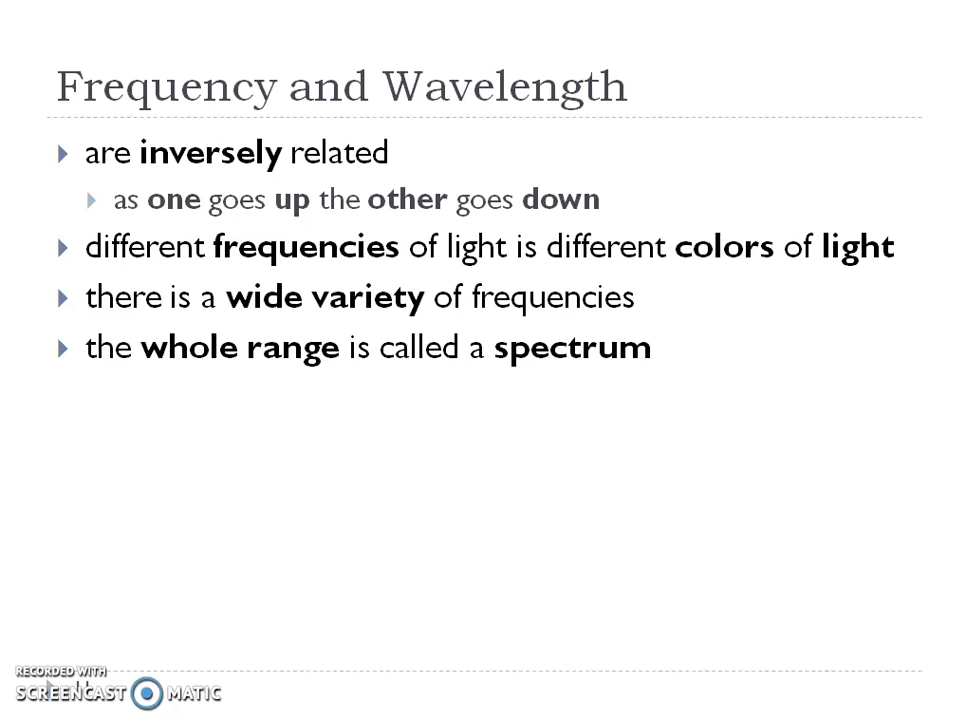 Frequency and Wavelength
are inversely related
as one goes up the other goes down
different frequencies of light is different colors of light
there is a wide variety of frequencies
the whole range is called a spectrum
RECORDED WITH
SCREENCAST MATIC